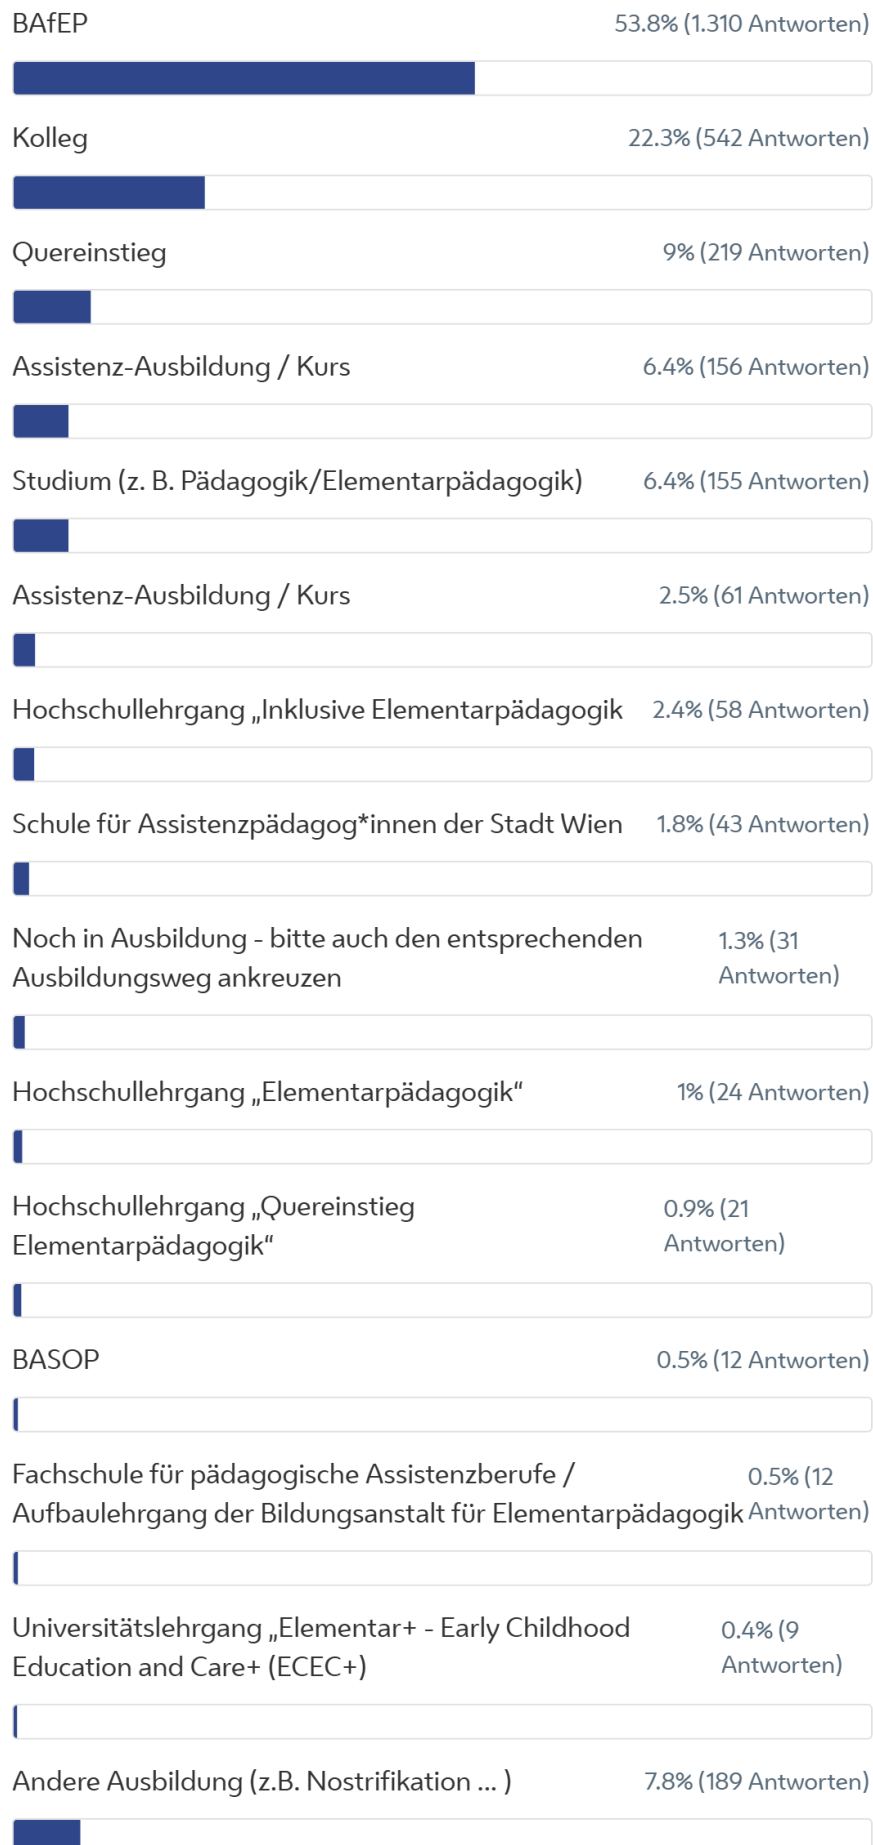 BAfEP 53.8% (1.310 Antworten)
Kolleg 22.3% (542 Antworten)
Quereinstieg 9% (219 Antworten)
Assistenz-Ausbildung / Kurs 6.4% (156 Antworten)
Studium (z. B. Pädagogik/Elementarpädagogik) 6.4% (155 Antworten)
Assistenz-Ausbildung / Kurs 2.5% (61 Antworten)
Hochschullehrgang „Inklusive Elementarpädagogik 2.4% (58 Antworten)
Schule für Assistenzpädagog*innen der Stadt Wien 1.8% (43 Antworten)
Noch in Ausbildung - bitte auch den entsprechenden
Ausbildungsweg ankreuzen
1.3% (31
Antworten)
Hochschullehrgang „Elementarpädagogik“ 1% (24 Antworten)
Hochschullehrgang „Quereinstieg
Elementarpädagogik“
0.9% (21
Antworten)
BASOP 0.5% (12 Antworten)
Fachschule für pädagogische Assistenzberufe /
Aufbaulehrgang der Bildungsanstalt für Elementarpädagogik
0.5% (12
Antworten)
Universitätslehrgang „Elementar+ - Early Childhood
Education and Care+ (ECEC+)
0.4% (9
Antworten)
Andere Ausbildung (z.B. Nostrifikation ... ) 7.8% (189 Antworten)